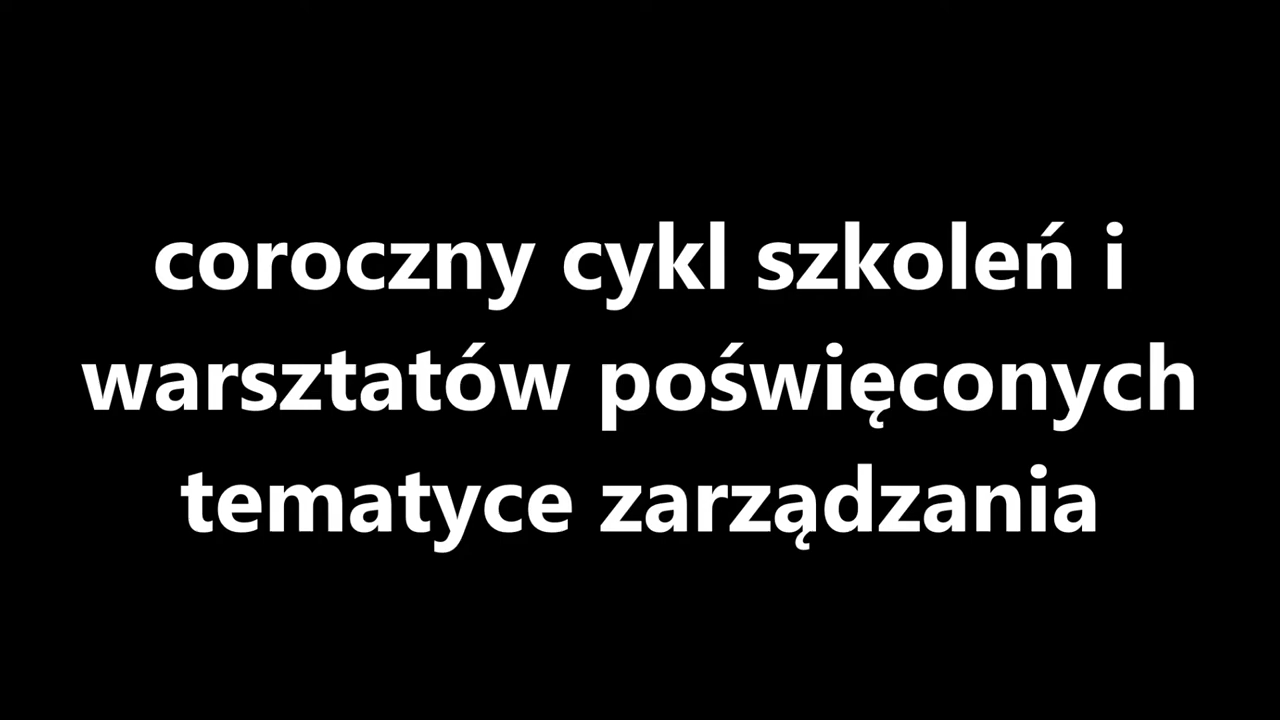 coroczny cykl szkoleń i
warsztatów poświęconych
tematyce zarządzania